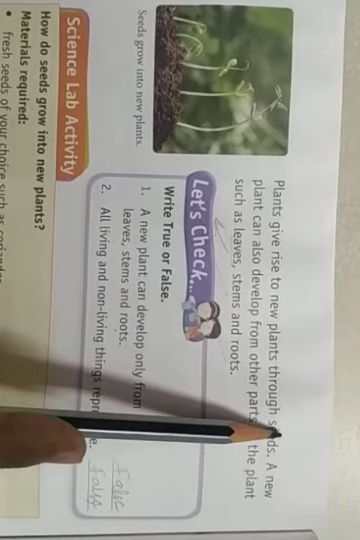 Plants give rise to new plants through seeds. A new
plant can also develop from other parts the plant
such as leaves, stems and roots.
Seeds grow into new plants.
Let's Check...
Write True or False.
1. A new plant can develop only from
leaves, stems and roots.
False
2. All living and non-living things
False
Science Lab Activity
How do seeds grow into new plants?
Materials required:
• fresh seeds of your choice such as